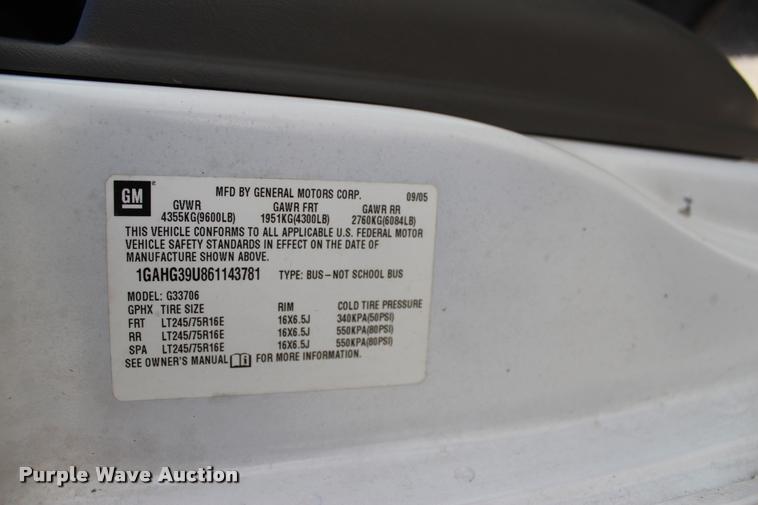 GM
MFD BY GENERAL MOTORS CORP. 09/05
GVWR GAWR FRT GAWR RR
4355KG(9600LB) 1951KG(4300LB) 2760KG(6084LB)
THIS VEHICLE CONFORMS TO ALL APPLICABLE U.S. FEDERAL MOTOR
VEHICLE SAFETY STANDARDS IN EFFECT ON THE DATE OF
MANUFACTURE SHOWN ABOVE.
1GAHG39U861143781 TYPE: BUS–NOT SCHOOL BUS
MODEL: G33706
GPHX TIRE SIZE RIM COLD TIRE PRESSURE
FRT LT245/75R16E 16X6.5J 340KPA(50PSI)
RR LT245/75R16E 16X6.5J 550KPA(80PSI)
SPA LT245/75R16E 16X6.5J 550KPA(80PSI)
SEE OWNER'S MANUAL FOR MORE INFORMATION.
Purple Wave Auction